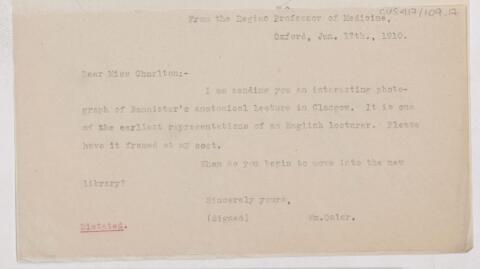 CUS417/109.17
From the Regius Professor of Medicine,
Oxford, Jan. 17th., 1910.
Dear Miss Charlton:-
I am sending you an interesting photo-
graph of Bannister's anatomical lecture in Glasgow. It is one
of the earliest representations of an English lecturer. Please
have it framed at my cost.
When do you begin to move into the new
library?
Sincerely yours,
(Signed) Wm.Osler.
Dictated.